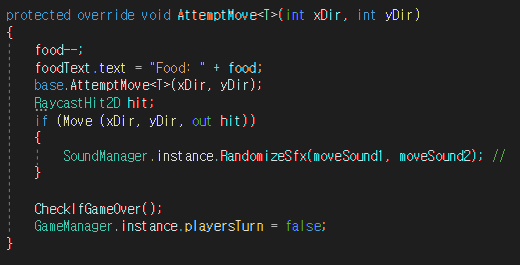 protected override void AttemptMove<T>(int xDir, int yDir)
{
food--;
foodText.text = "Food: " + food;
base.AttemptMove<T>(xDir, yDir);
RaycastHit2D hit;
if (Move (xDir, yDir, out hit))
{
SoundManager.instance.RandomizeSfx(moveSound1, moveSound2); //
}
CheckIfGameOver();
GameManager.instance.playersTurn = false;
}